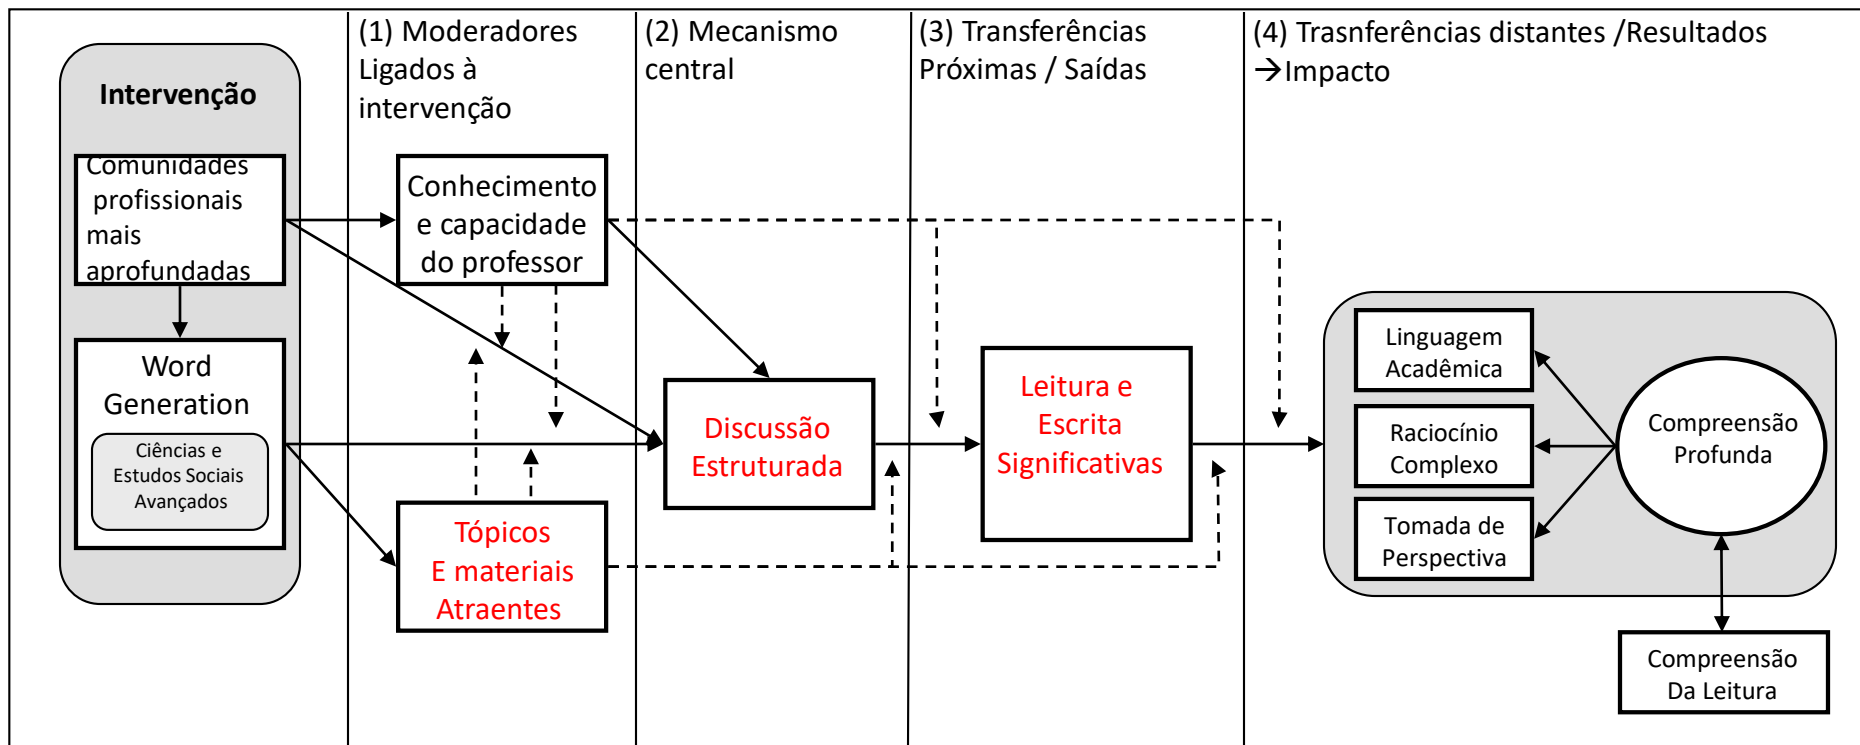 Intervenção
Comunidades
profissionais
mais
aprofundadas
Word
Generation
Ciências e
Estudos Sociais
Avançados
(1) Moderadores
Ligados à
intervenção
Conhecimento
e capacidade
do professor
Tópicos
E materiais
Atraentes
(2) Mecanismo
central
Discussão
Estruturada
(3) Transferências
Próximas / Saídas
Leitura e
Escrita
Significativas
(4) Trasnferências distantes /Resultados
→Impacto
Linguagem
Acadêmica
Raciocínio
Complexo
Tomada de
Perspectiva
Compreensão
Profunda
Compreensão
Da Leitura